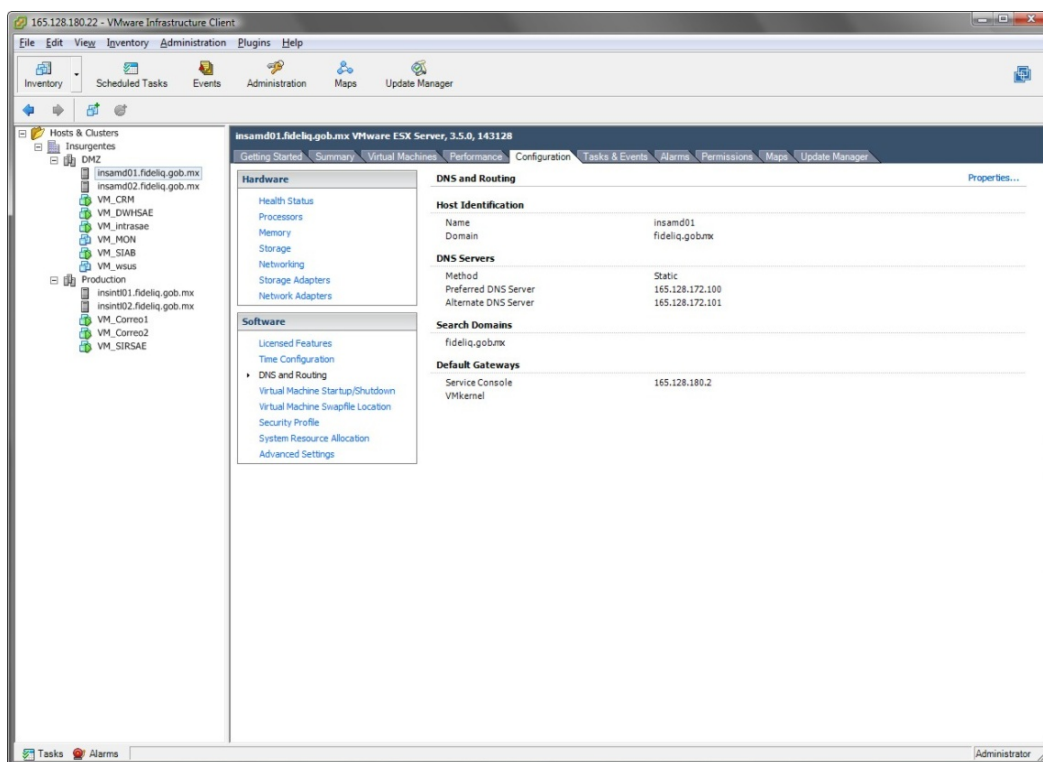 165.128.180.22 - VMware Infrastructure Client
File Edit View Inventory Administration Plugins Help
Inventory Scheduled Tasks Events Administration Maps Update Manager
Hosts & Clusters
Insurgentes
DMZ
insamd01.fideliq.gob.mx
insamd02.fideliq.gob.mx
VM_CRM
VM_DWHSAE
VM_intrasae
VM_MON
VM_SIAB
VM_wsus
Production
insintl01.fideliq.gob.mx
insintl02.fideliq.gob.mx
VM_Correo1
VM_Correo2
VM_SIRSAE
insamd01.fideliq.gob.mx VMware ESX Server, 3.5.0, 143128
Getting Started Summary Virtual Machines Performance Configuration Tasks & Events Alarms Permissions Maps Update Manager
Hardware
Health Status
Processors
Memory
Storage
Networking
Storage Adapters
Network Adapters
Software
Licensed Features
Time Configuration
DNS and Routing
Virtual Machine Startup/Shutdown
Virtual Machine Swapfile Location
Security Profile
System Resource Allocation
Advanced Settings
DNS and Routing Properties...
Host Identification
Name insamd01
Domain fideliq.gob.mx
DNS Servers
Method Static
Preferred DNS Server 165.128.172.100
Alternate DNS Server 165.128.172.101
Search Domains
fideliq.gob.mx
Default Gateways
Service Console 165.128.180.2
VMkernel
Tasks Alarms Administrator